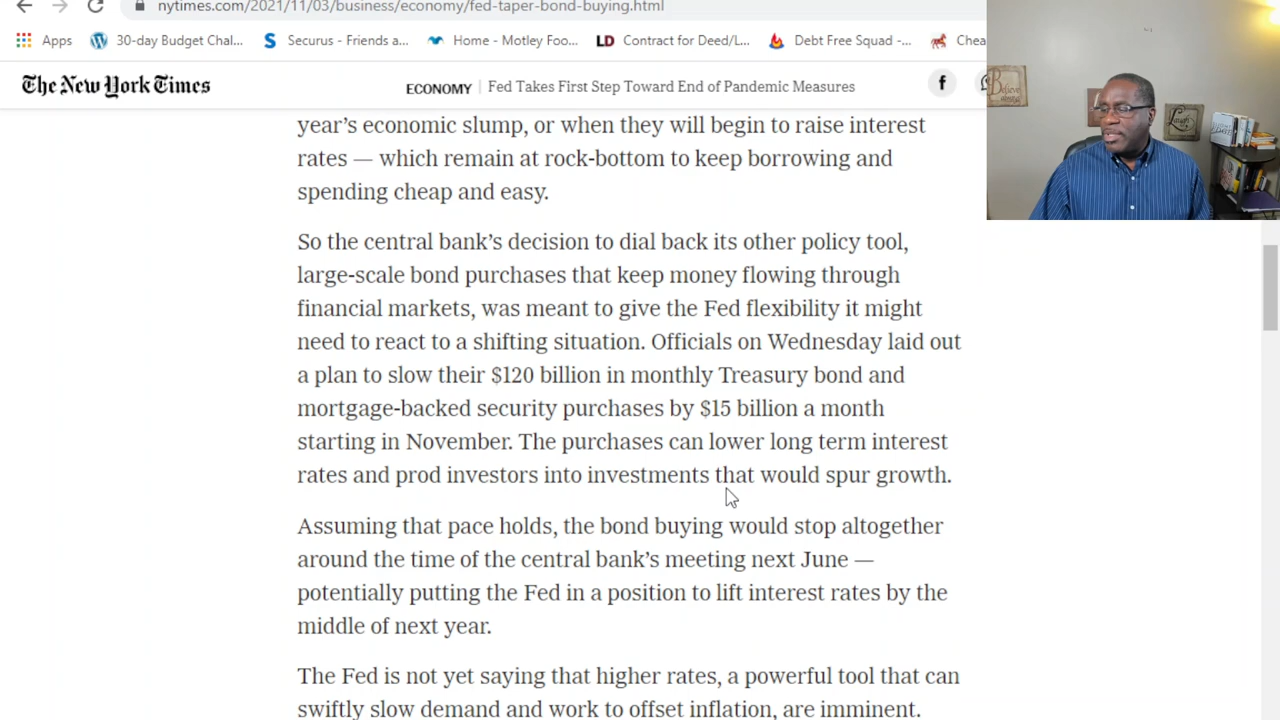 nytimes.com/2021/11/03/business/economy/fed-taper-bond-buying.html
Apps 30-day Budget Chal... Securus - Friends a... Home - Motley Foo... LD Contract for Deed/L... Debt Free Squad -... Chea
The New York Times ECONOMY Fed Takes First Step Toward End of Pandemic Measures
year's economic slump, or when they will begin to raise interest
rates — which remain at rock-bottom to keep borrowing and
spending cheap and easy.
So the central bank's decision to dial back its other policy tool,
large-scale bond purchases that keep money flowing through
financial markets, was meant to give the Fed flexibility it might
need to react to a shifting situation. Officials on Wednesday laid out
a plan to slow their $120 billion in monthly Treasury bond and
mortgage-backed security purchases by $15 billion a month
starting in November. The purchases can lower long term interest
rates and prod investors into investments that would spur growth.
Assuming that pace holds, the bond buying would stop altogether
around the time of the central bank's meeting next June —
potentially putting the Fed in a position to lift interest rates by the
middle of next year.
The Fed is not yet saying that higher rates, a powerful tool that can
swiftly slow demand and work to offset inflation, are imminent.
Believe
Laugh